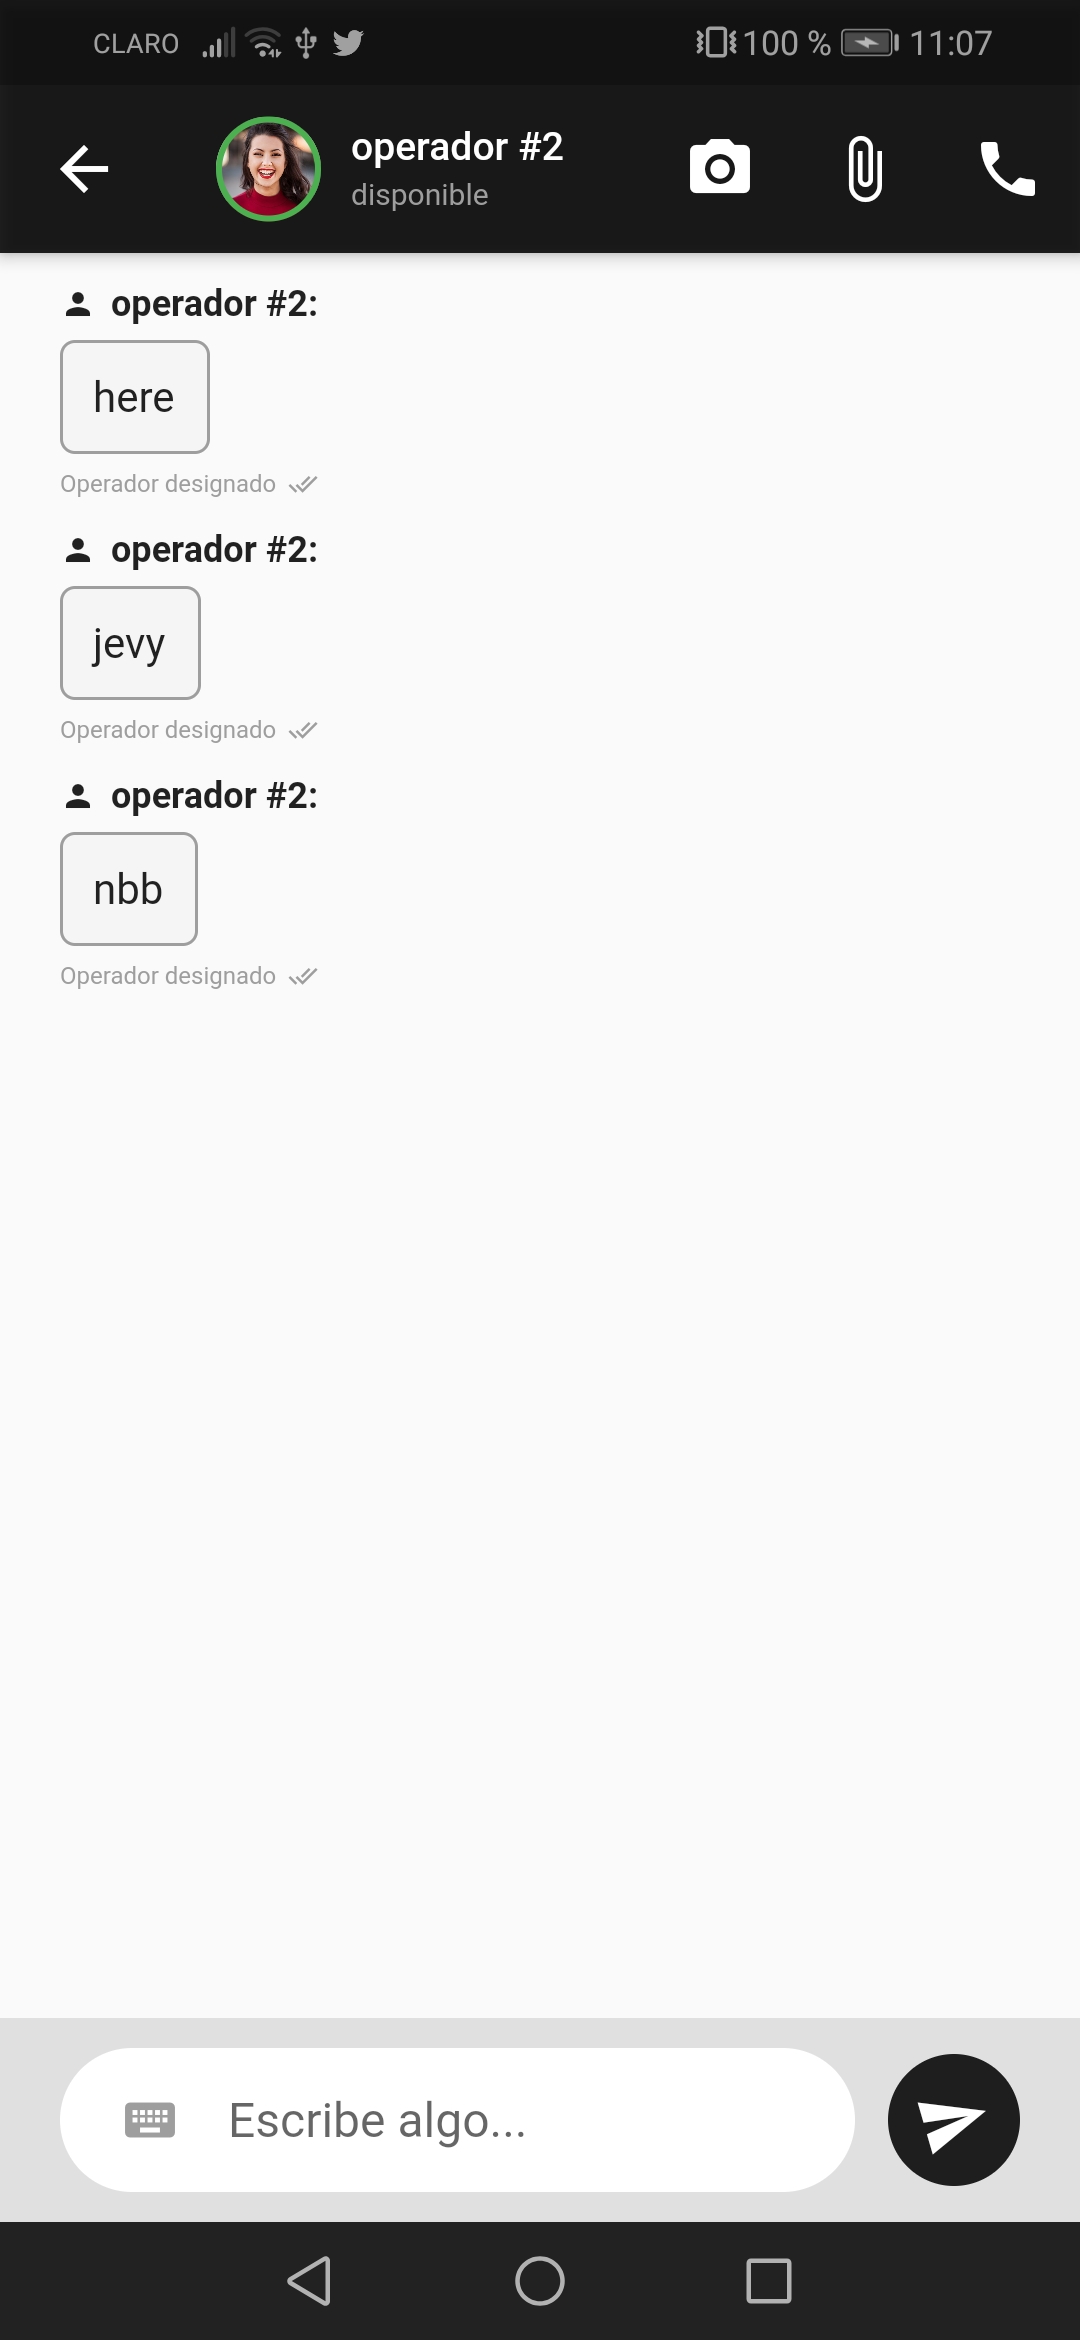 CLARO 100 % 11:07
operador #2
disponible
operador #2:
here
Operador designado
operador #2:
jevy
Operador designado
operador #2:
nbb
Operador designado
Escribe algo...